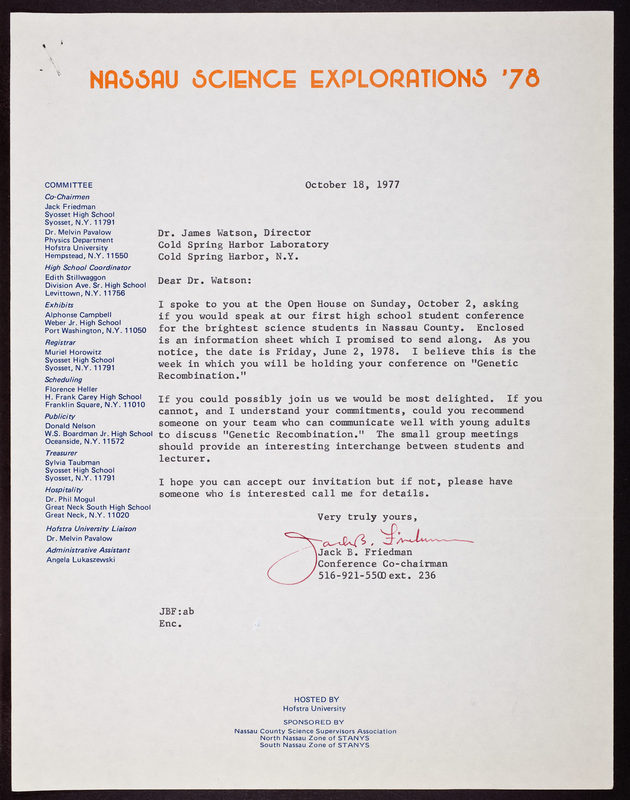 NASSAU SCIENCE EXPLORATIONS '78
COMMITTEE
Co-Chairmen
Jack Friedman
Syosset High School
Syosset, N.Y. 11791
Dr. Melvin Pavalow
Physics Department
Hofstra University
Hempstead, N.Y. 11550
High School Coordinator
Edith Stillwaggon
Division Ave. Sr. High School
Levittown, N.Y. 11756
Exhibits
Alphonse Campbell
Weber Jr. High School
Port Washington, N.Y. 11050
Registrar
Muriel Horowitz
Syosset High School
Syosset, N.Y. 11791
Scheduling
Florence Heller
H. Frank Carey High School
Franklin Square, N.Y. 11010
Publicity
Donald Nelson
W.S. Boardman Jr. High School
Oceanside, N.Y. 11572
Treasurer
Sylvia Taubman
Syosset High School
Syosset, N.Y. 11791
Hospitality
Dr. Phil Mogul
Great Neck South High School
Great Neck, N.Y. 11020
Hofstra University Liaison
Dr. Melvin Pavalow
Administrative Assistant
Angela Lukaszewski
October 18, 1977
Dr. James Watson, Director
Cold Spring Harbor Laboratory
Cold Spring Harbor, N.Y.
Dear Dr. Watson:
I spoke to you at the Open House on Sunday, October 2, asking
if you would speak at our first high school student conference
for the brightest science students in Nassau County. Enclosed
is an information sheet which I promised to send along. As you
notice, the date is Friday, June 2, 1978. I believe this is the
week in which you will be holding your conference on "Genetic
Recombination."
If you could possibly join us we would be most delighted. If you
cannot, and I understand your commitments, could you recommend
someone on your team who can communicate well with young adults
to discuss "Genetic Recombination." The small group meetings
should provide an interesting interchange between students and
lecturer.
I hope you can accept our invitation but if not, please have
someone who is interested call me for details.
Very truly yours,
Jack B. Friedman
Jack B. Friedman
Conference Co-chairman
516-921-5500 ext. 236
JBF:ab
Enc.
HOSTED BY
Hofstra University
SPONSORED BY
Nassau County Science Supervisors Association
North Nassau Zone of STANYS
South Nassau Zone of STANYS